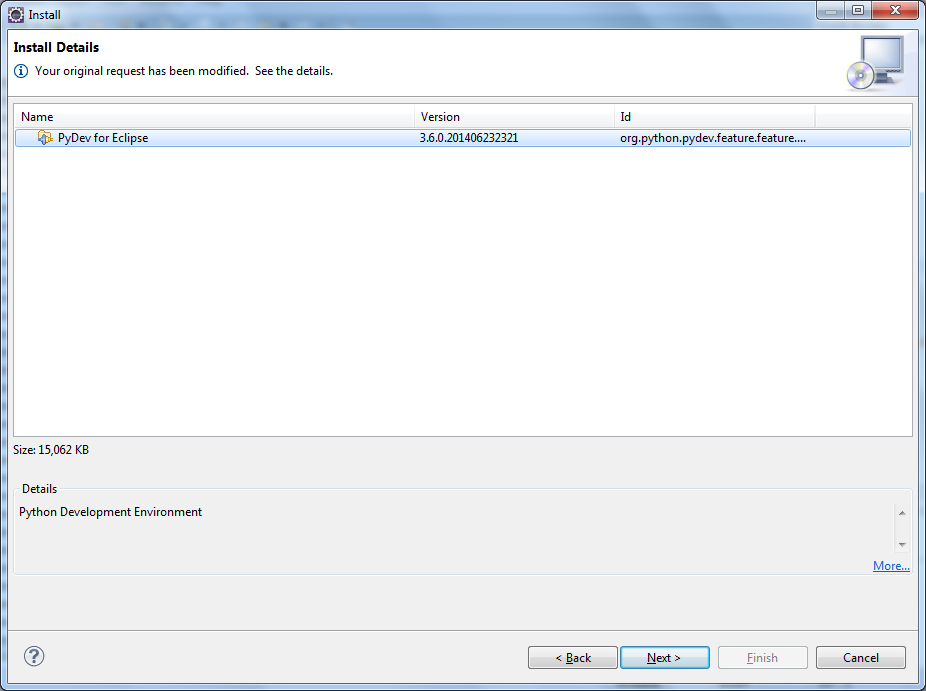 Install
Install Details
Your original request has been modified.  See the details.
Name Version Id
PyDev for Eclipse 3.6.0.201406232321 org.python.pydev.feature.feature....
Size: 15,062 KB
Details
Python Development Environment
More...
? < Back Next > Finish Cancel